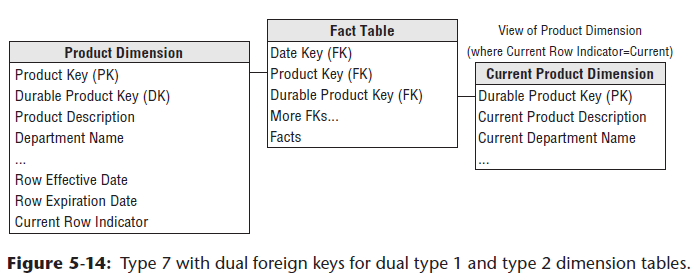 Product Dimension
Product Key (PK)
Durable Product Key (DK)
Product Description
Department Name
...
Row Effective Date
Row Expiration Date
Current Row Indicator
Fact Table
Date Key (FK)
Product Key (FK)
Durable Product Key (FK)
More FKs...
Facts
View of Product Dimension
(where Current Row Indicator=Current)
Current Product Dimension
Durable Product Key (PK)
Current Product Description
Current Department Name
...
Figure 5-14: Type 7 with dual foreign keys for dual type 1 and type 2 dimension tables.